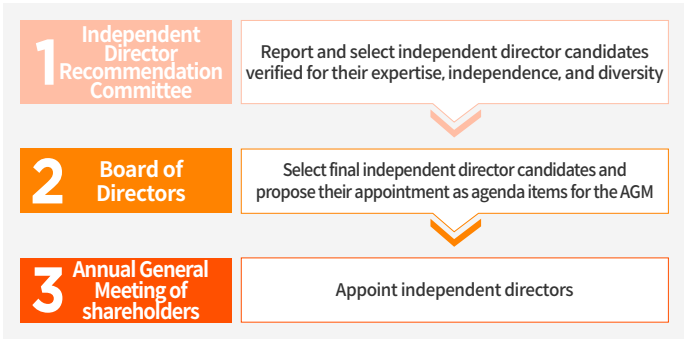 1
Independent
Director
Recommendation
Committee
Report and select independent director candidates
verified for their expertise, independence, and diversity
2
Board of
Directors
Select final independent director candidates and
propose their appointment as agenda items for the AGM
3
Annual General
Meeting of
shareholders
Appoint independent directors